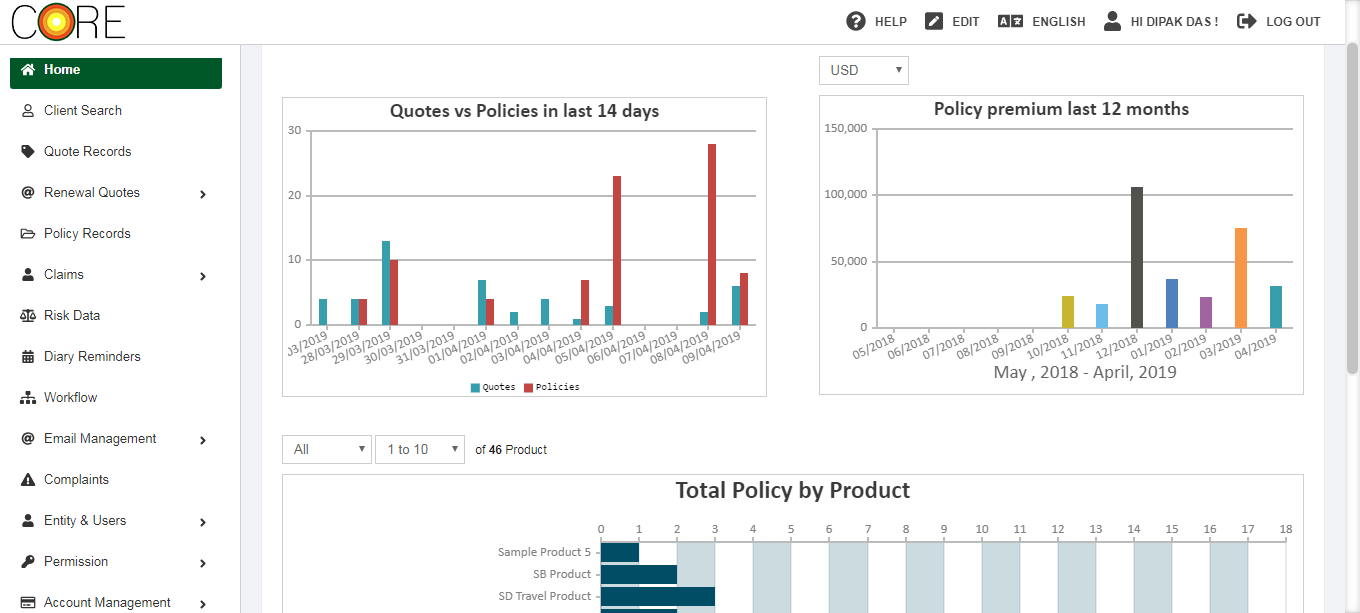 CORE
HELP
EDIT
ENGLISH
HI DIPAK DAS !
LOG OUT
Home
Client Search
Quote Records
Renewal Quotes
Policy Records
Claims
Risk Data
Diary Reminders
Workflow
Email Management
Complaints
Entity & Users
Permission
Account Management
USD
Quotes vs Policies in last 14 days
30
20
10
0
03/2019
28/03/2019
29/03/2019
30/03/2019
31/03/2019
01/04/2019
02/04/2019
03/04/2019
04/04/2019
05/04/2019
06/04/2019
07/04/2019
08/04/2019
09/04/2019
Quotes Policies
Policy premium last 12 months
150,000
100,000
50,000
0
05/2018
06/2018
07/2018
08/2018
09/2018
10/2018
11/2018
12/2018
01/2019
02/2019
03/2019
04/2019
May , 2018 - April, 2019
All
1 to 10
of 46 Product
Total Policy by Product
0 1 2 3 4 5 6 7 8 9 10 11 12 13 14 15 16 17 18
Sample Product 5
SB Product
SD Travel Product